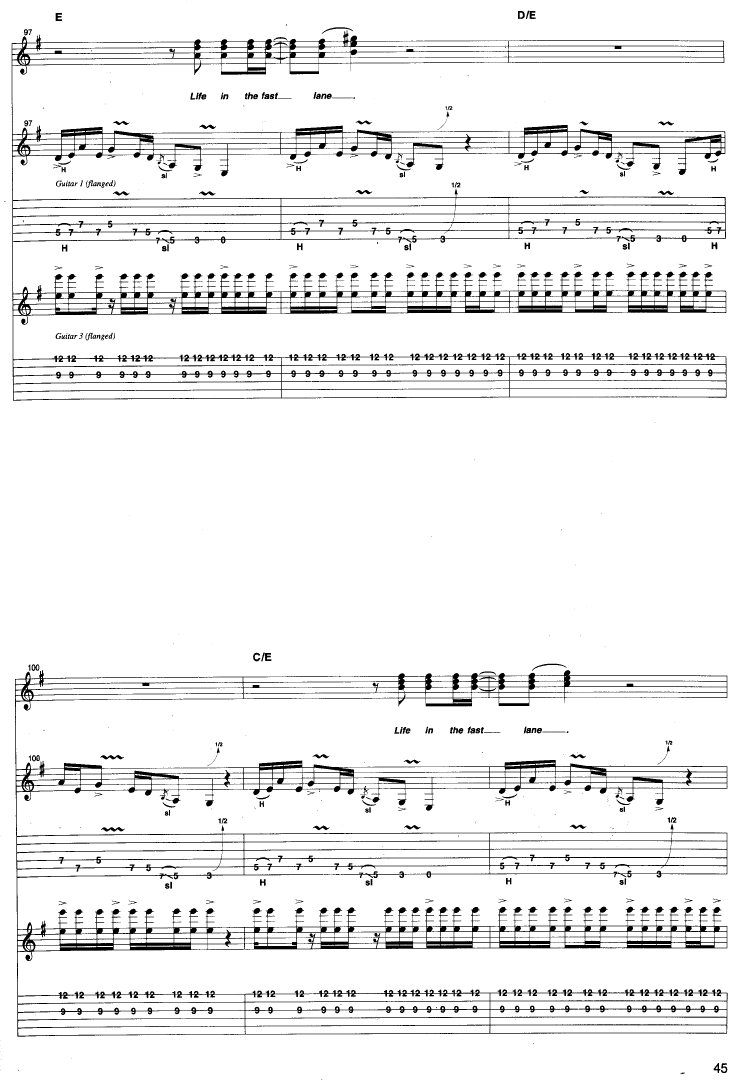 E D/E
97
Life in the fast lane.
97 1/2
H sl H sl H sl H
Guitar 1 (flanged)
1/2
5 7 7 5 7 5 7 5 3 0 5 7 7 5 7 5 7 5 3 5 7 7 5 7 5 7 5 3 0 5 7
H sl H sl H sl H
Guitar 3 (flanged)
12 12 12 12 12 12 12 12 12 12 12 12 12 12 12 12 12 12 12 12 12 12 12 12 12 12 12 12 12 12 12 12 12 12 12 12 12 12 12 12
9 9 9 9 9 9 9 9 9 9 9 9 9 9 9 9 9 9 9 9 9 9 9 9 9 9 9 9 9 9 9 9 9 9 9 9 9 9 9 9
C/E
100
Life in the fast lane.
100 1/2 1/2
sl H sl H sl
1/2 1/2
7 7 5 7 5 7 5 3 5 7 7 5 7 5 7 5 3 0 5 7 7 5 7 5 7 5 3
sl H sl H sl
12 12 12 12 12 12 12 12 12 12 12 12 12 12 12 12 12 12 12 12 12 12 12 12 12 12 12 12 12 12 12 12 12 12 12 12
9 9 9 9 9 9 9 9 9 9 9 9 9 9 9 9 9 9 9 9 9 9 9 9 9 9 9 9 9 9 9 9 9 9 9 9
45